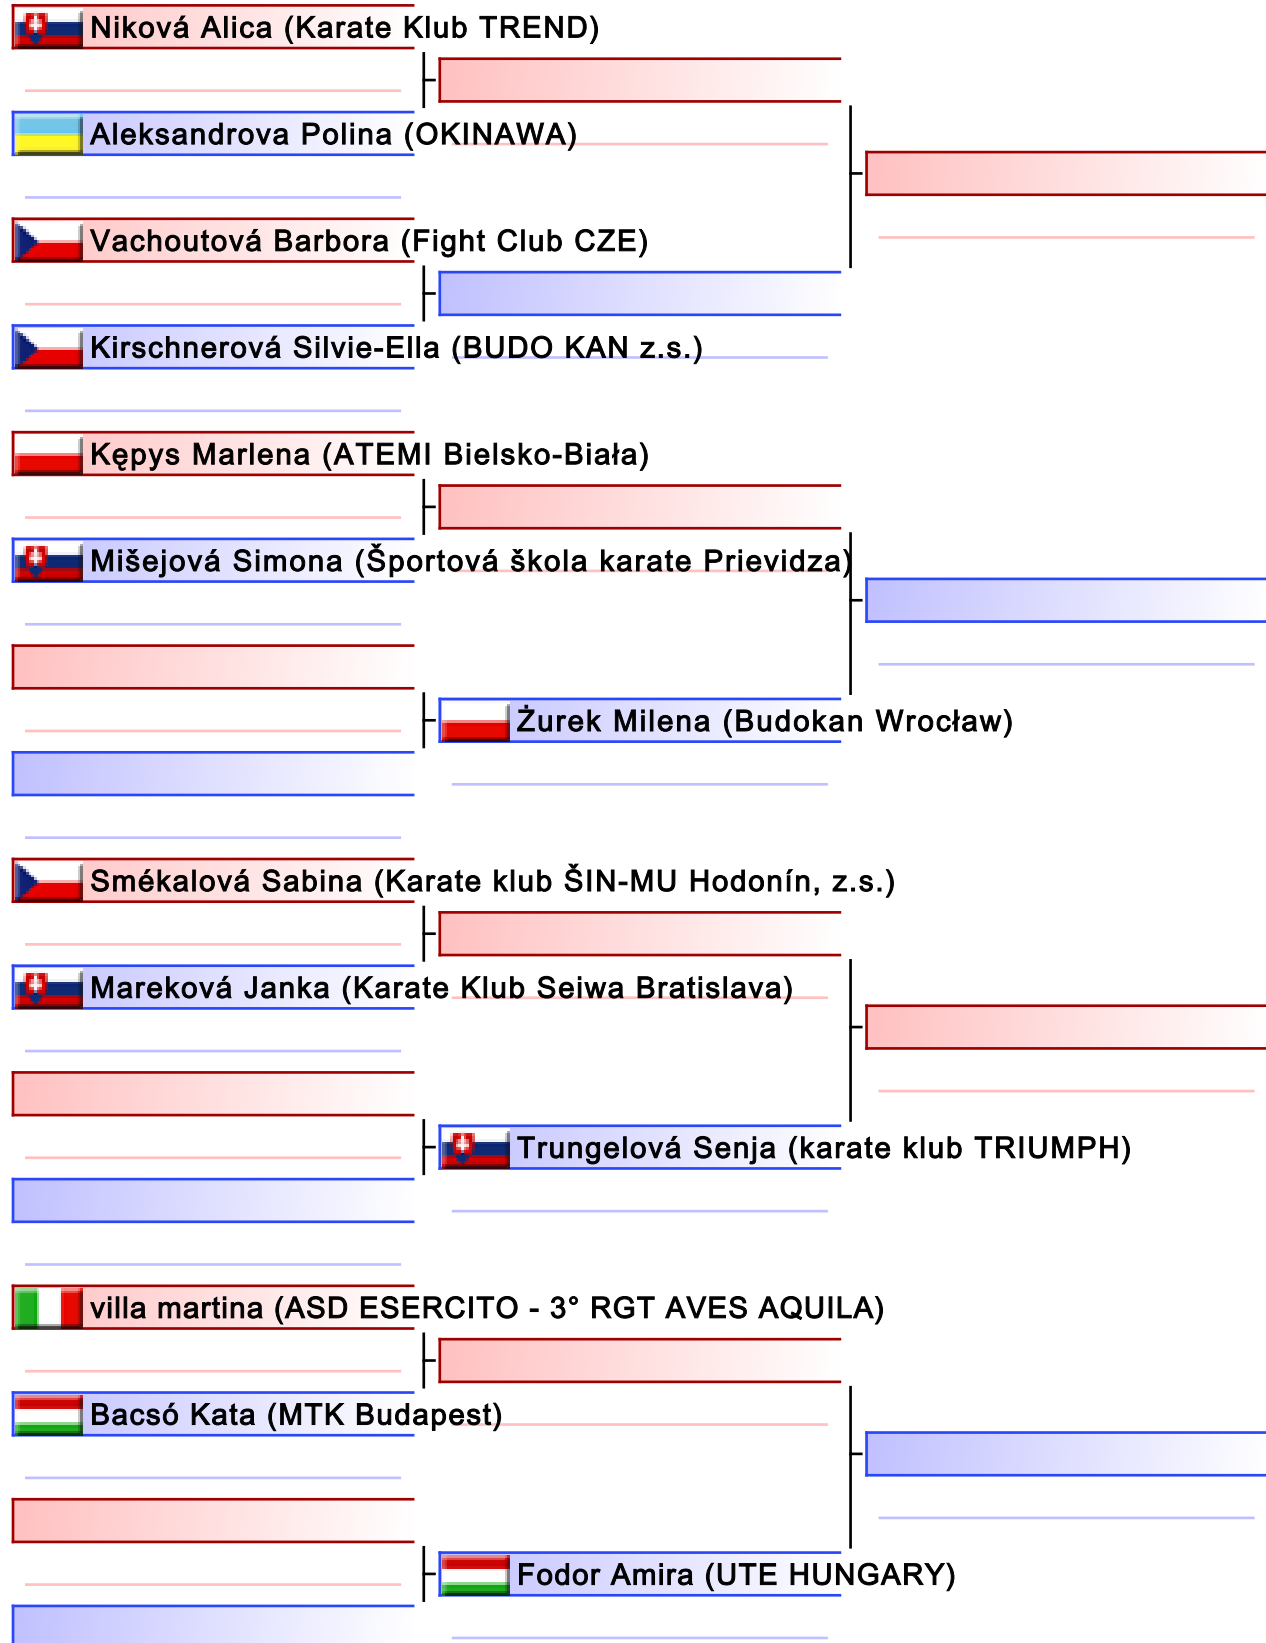 Niková Alica (Karate Klub TREND)
Aleksandrova Polina (OKINAWA)
Vachoutová Barbora (Fight Club CZE)
Kirschnerová Silvie-Ella (BUDO KAN z.s.)
Kępys Marlena (ATEMI Bielsko-Biała)
Mišejová Simona (Športová škola karate Prievidza)
Żurek Milena (Budokan Wrocław)
Smékalová Sabina (Karate klub ŠIN-MU Hodonín, z.s.)
Mareková Janka (Karate Klub Seiwa Bratislava)
Trungelová Senja (karate klub TRIUMPH)
villa martina (ASD ESERCITO - 3° RGT AVES AQUILA)
Bacsó Kata (MTK Budapest)
Fodor Amira (UTE HUNGARY)